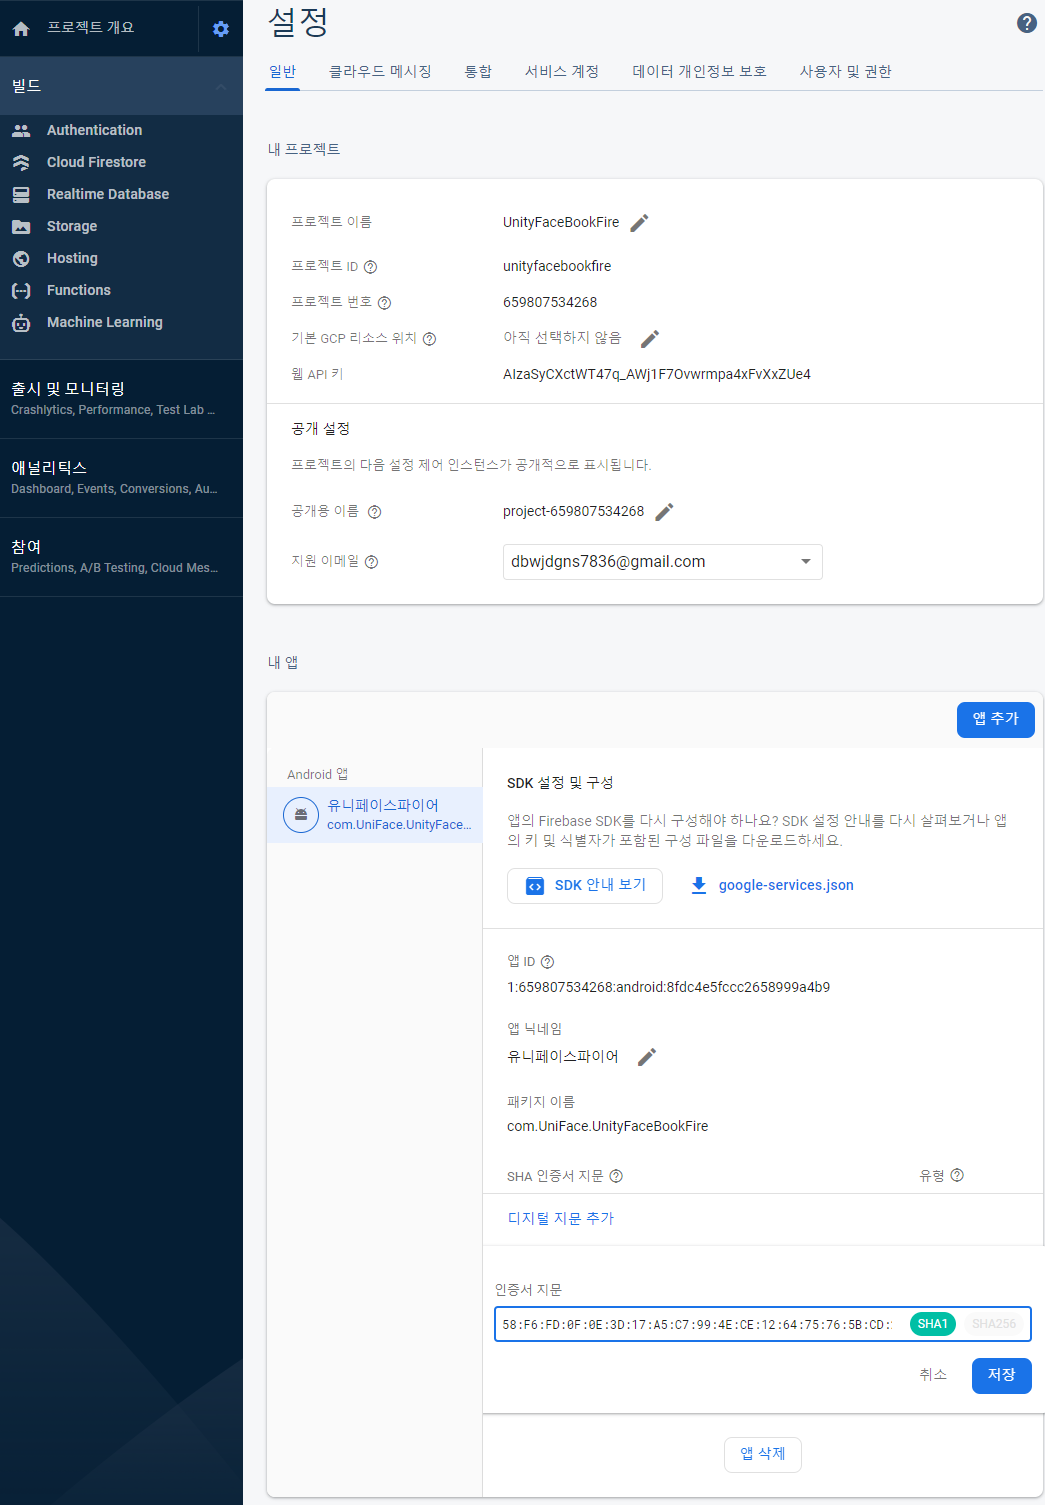 프로젝트 개요
빌드
Authentication
Cloud Firestore
Realtime Database
Storage
Hosting
Functions
Machine Learning
출시 및 모니터링
Crashlytics, Performance, Test Lab ...
애널리틱스
Dashboard, Events, Conversions, Au...
참여
Predictions, A/B Testing, Cloud Mes...
설정
일반 클라우드 메시징 통합 서비스 계정 데이터 개인정보 보호 사용자 및 권한
내 프로젝트
프로젝트 이름 UnityFaceBookFire
프로젝트 ID unityfacebookfire
프로젝트 번호 659807534268
기본 GCP 리소스 위치 아직 선택하지 않음
웹 API 키 AIzaSyCXctWT47q_AWj1F7Ovwrmpa4xFvXxZUe4
공개 설정
프로젝트의 다음 설정 제어 인스턴스가 공개적으로 표시됩니다.
공개용 이름 project-659807534268
지원 이메일 dbwjdgns7836@gmail.com
내 앱
앱 추가
Android 앱
유니페이스파이어
com.UniFace.UnityFace...
SDK 설정 및 구성
앱의 Firebase SDK를 다시 구성해야 하나요? SDK 설정 안내를 다시 살펴보거나 앱
의 키 및 식별자가 포함된 구성 파일을 다운로드하세요.
SDK 안내 보기 google-services.json
앱 ID
1:659807534268:android:8fdc4e5fccc2658999a4b9
앱 닉네임
유니페이스파이어
패키지 이름
com.UniFace.UnityFaceBookFire
SHA 인증서 지문 유형
디지털 지문 추가
인증서 지문
58:F6:FD:0F:0E:3D:17:A5:C7:99:4E:CE:12:64:75:76:5B:CD: SHA1 SHA256
취소 저장
앱 삭제